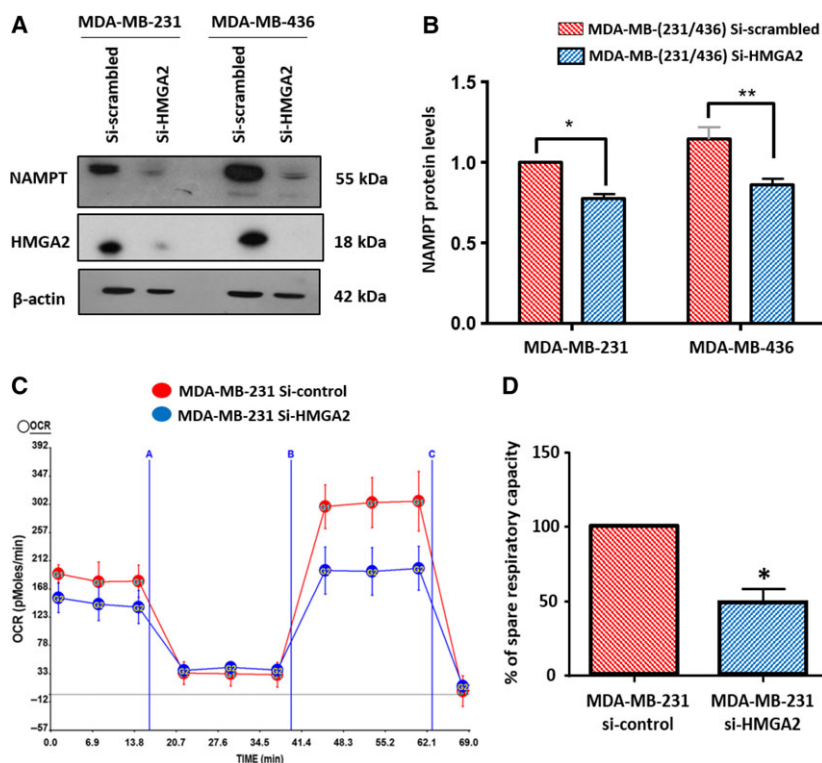 A
MDA-MB-231
MDA-MB-436
Si-scrambled
Si-HMGA2
Si-scrambled
Si-HMGA2
NAMPT
55 kDa
HMGA2
18 kDa
β-actin
42 kDa
B
MDA-MB-(231/436) Si-scrambled
MDA-MB-(231/436) Si-HMGA2
NAMPT protein levels
1.5
1.0
0.5
0.0
*
**
MDA-MB-231
MDA-MB-436
C
MDA-MB-231 Si-control
MDA-MB-231 Si-HMGA2
OCR
OCR (pMoles/min)
392
347
302
257
212
168
123
78
33
−12
−57
A
B
C
0.0 6.9 13.8 20.7 27.6 34.5 41.4 48.3 55.2 62.1 69.0
TIME (min)
D
% of spare respiratory capacity
150
100
50
0
*
MDA-MB-231
si-control
MDA-MB-231
si-HMGA2